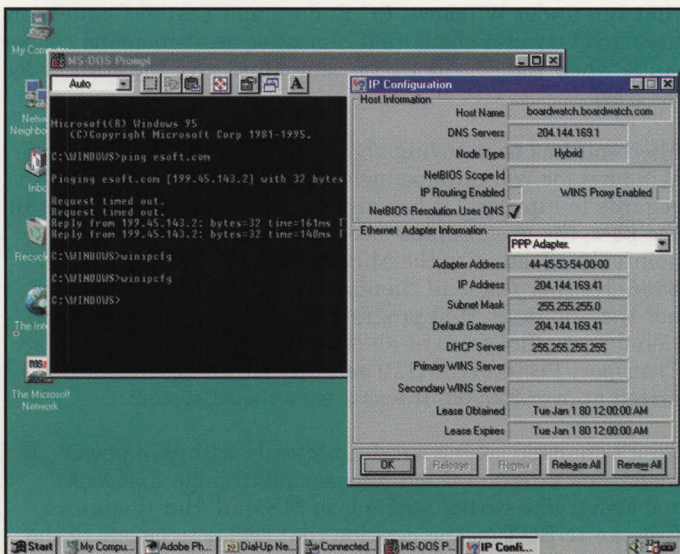 My Computer
MS-DOS Prompt
Auto
A
Microsoft(R) Windows 95
(C)Copyright Microsoft Corp 1981-1995.
C:\WINDOWS>ping esoft.com
Pinging esoft.com [199.45.143.2] with 32 bytes
Request timed out.
Request timed out.
Reply from 199.45.143.2: bytes=32 time=161ms T
Reply from 199.45.143.2: bytes=32 time=140ms T
C:\WINDOWS>winipcfg
C:\WINDOWS>winipcfg
C:\WINDOWS>
Netw
Neighbo
Inbo
Recycl
The Int
The Microsoft
Network
IP Configuration
Host Information
Host Name boardwatch.boardwatch.com
DNS Servers 204.144.169.1
Node Type Hybrid
NetBIOS Scope Id
IP Routing Enabled WINS Proxy Enabled
NetBIOS Resolution Uses DNS
Ethernet Adapter Information
PPP Adapter.
Adapter Address 44-45-53-54-00-00
IP Address 204.144.169.41
Subnet Mask 255.255.255.0
Default Gateway 204.144.169.41
DHCP Server 255.255.255.255
Primary WINS Server
Secondary WINS Server
Lease Obtained Tue Jan 1 80 12:00:00 AM
Lease Expires Tue Jan 1 80 12:00:00 AM
OK Release Renew Release All Renew All
Start My Compu... Adobe Ph... Dial-Up Ne... Connected... MS-DOS P... IP Confi...